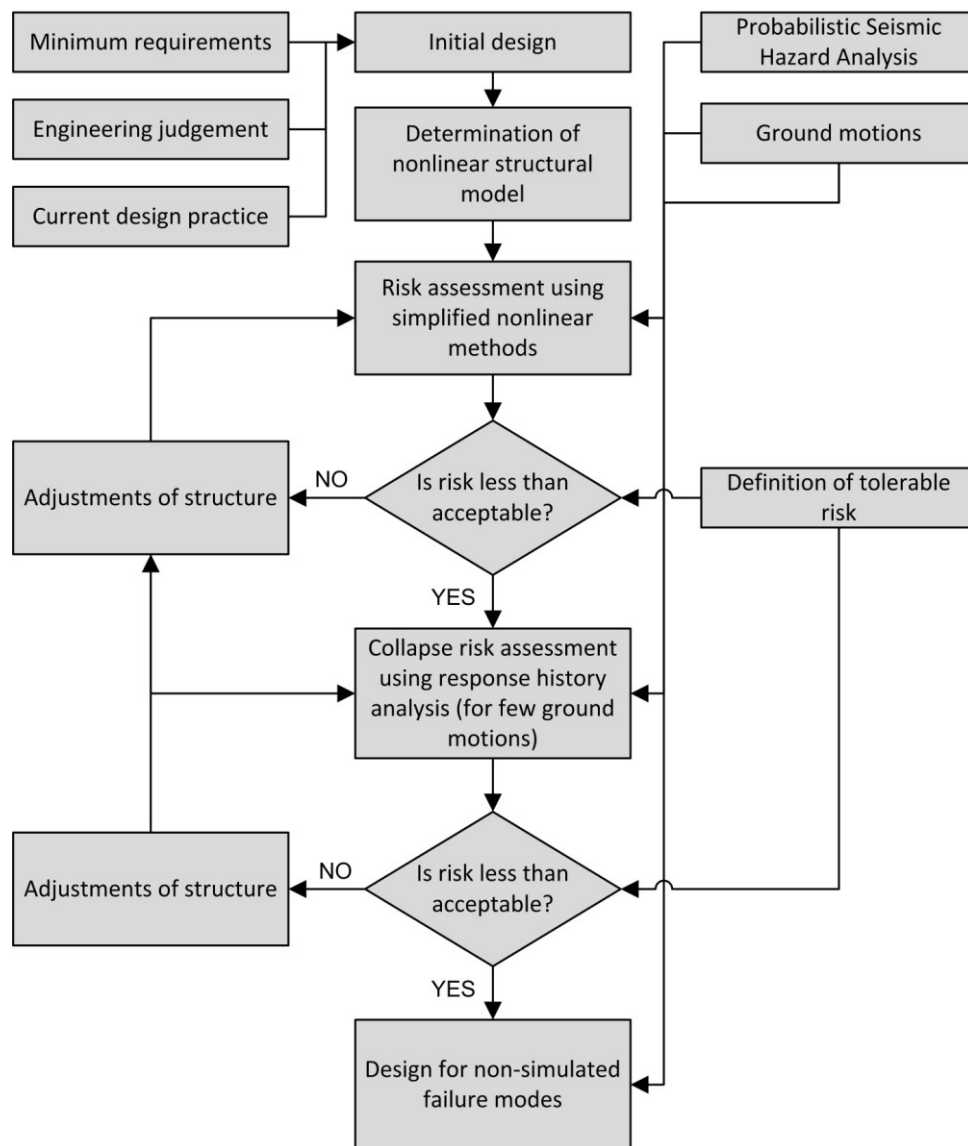 Minimum requirements
Initial design
Probabilistic Seismic
Hazard Analysis
Engineering judgement
Determination of
nonlinear structural
model
Ground motions
Current design practice
Risk assessment using
simplified nonlinear
methods
Adjustments of structure
NO
Is risk less than
acceptable?
Definition of tolerable
risk
YES
Collapse risk assessment
using response history
analysis (for few ground
motions)
Adjustments of structure
NO
Is risk less than
acceptable?
YES
Design for non-simulated
failure modes